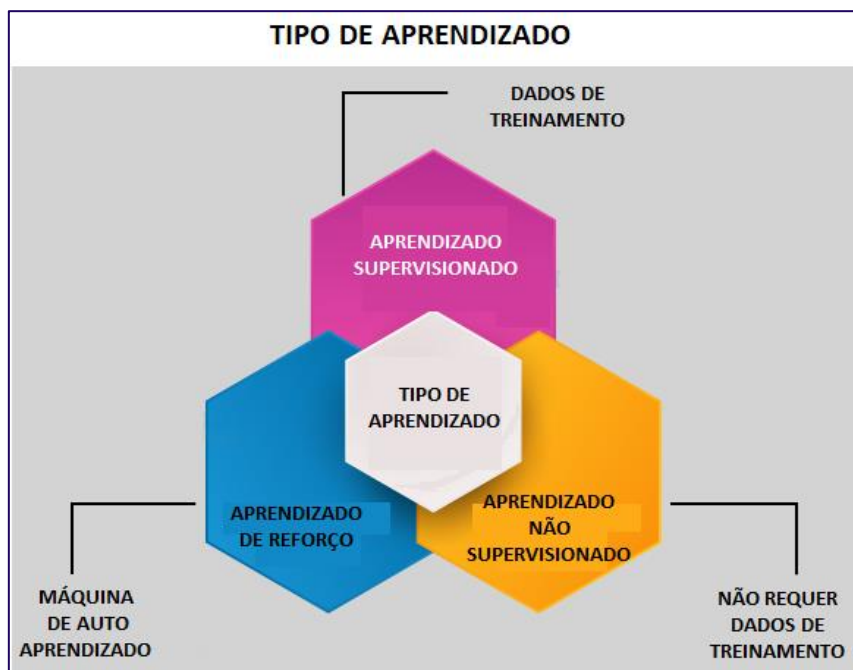 TIPO DE APRENDIZADO
DADOS DE
TREINAMENTO
APRENDIZADO
SUPERVISIONADO
TIPO DE
APRENDIZADO
APRENDIZADO
DE REFORÇO
APRENDIZADO
NÃO
SUPERVISIONADO
MÁQUINA
DE AUTO
APRENDIZADO
NÃO REQUER
DADOS DE
TREINAMENTO